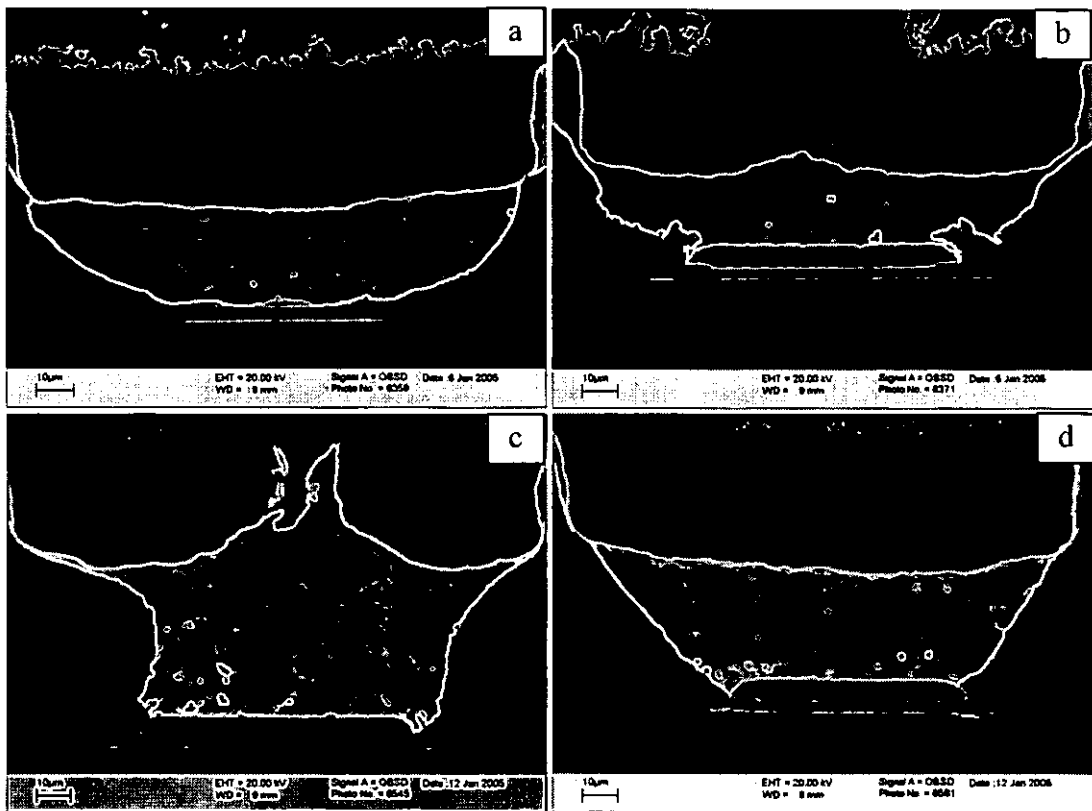 a
b
10µm
EHT = 20.00 kV
Signal A = QBSD
Date :6 Jan 2005
WD = 9 mm
Photo No. = 6356
10µm
EHT = 20.00 kV
Signal A = QBSD
Date :6 Jan 2005
WD = 9 mm
Photo No. = 6371
c
d
10µm
EHT = 20.00 kV
Signal A = QBSD
Date :12 Jan 2005
WD = 9 mm
Photo No. = 6545
10µm
EHT = 20.00 kV
Signal A = QBSD
Date :12 Jan 2005
WD = 8 mm
Photo No. = 6561